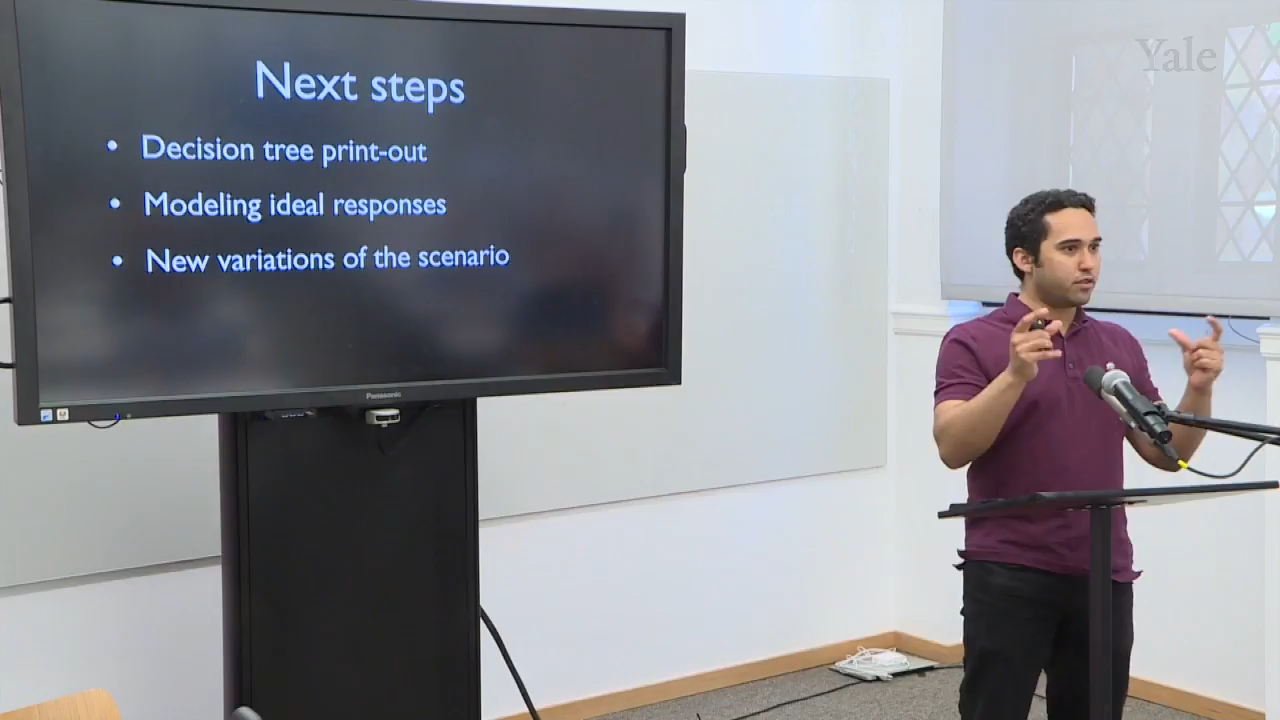 Next steps
• Decision tree print-out
• Modeling ideal responses
• New variations of the scenario
Panasonic
Yale